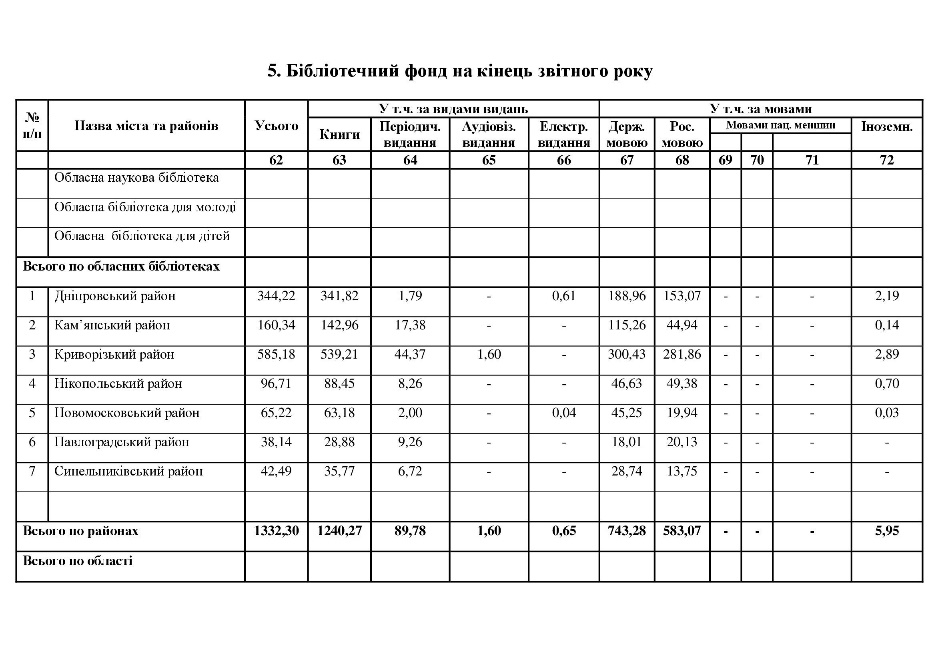 5. Бібліотечний фонд на кінець звітного року
№ п/п Назва міста та районів Усього У т.ч. за видами видань У т.ч. за мовами
Книги Періодич. видання Аудіовіз. видання Електр. видання Держ. мовою Рос. мовою Мовами нац. меншин Іноземн.
62 63 64 65 66 67 68 69 70 71 72
Обласна наукова бібліотека
Обласна бібліотека для молоді
Обласна бібліотека для дітей
Всього по обласних бібліотеках
1 Дніпровський район 344,22 341,82 1,79 - 0,61 188,96 153,07 - - - 2,19
2 Кам’янський район 160,34 142,96 17,38 - - 115,26 44,94 - - - 0,14
3 Криворізький район 585,18 539,21 44,37 1,60 - 300,43 281,86 - - - 2,89
4 Нікопольський район 96,71 88,45 8,26 - - 46,63 49,38 - - - 0,70
5 Новомосковський район 65,22 63,18 2,00 - 0,04 45,25 19,94 - - - 0,03
6 Павлоградський район 38,14 28,88 9,26 - - 18,01 20,13 - - - -
7 Синельниківський район 42,49 35,77 6,72 - - 28,74 13,75 - - - -
Всього по районах 1332,30 1240,27 89,78 1,60 0,65 743,28 583,07 - - - 5,95
Всього по області